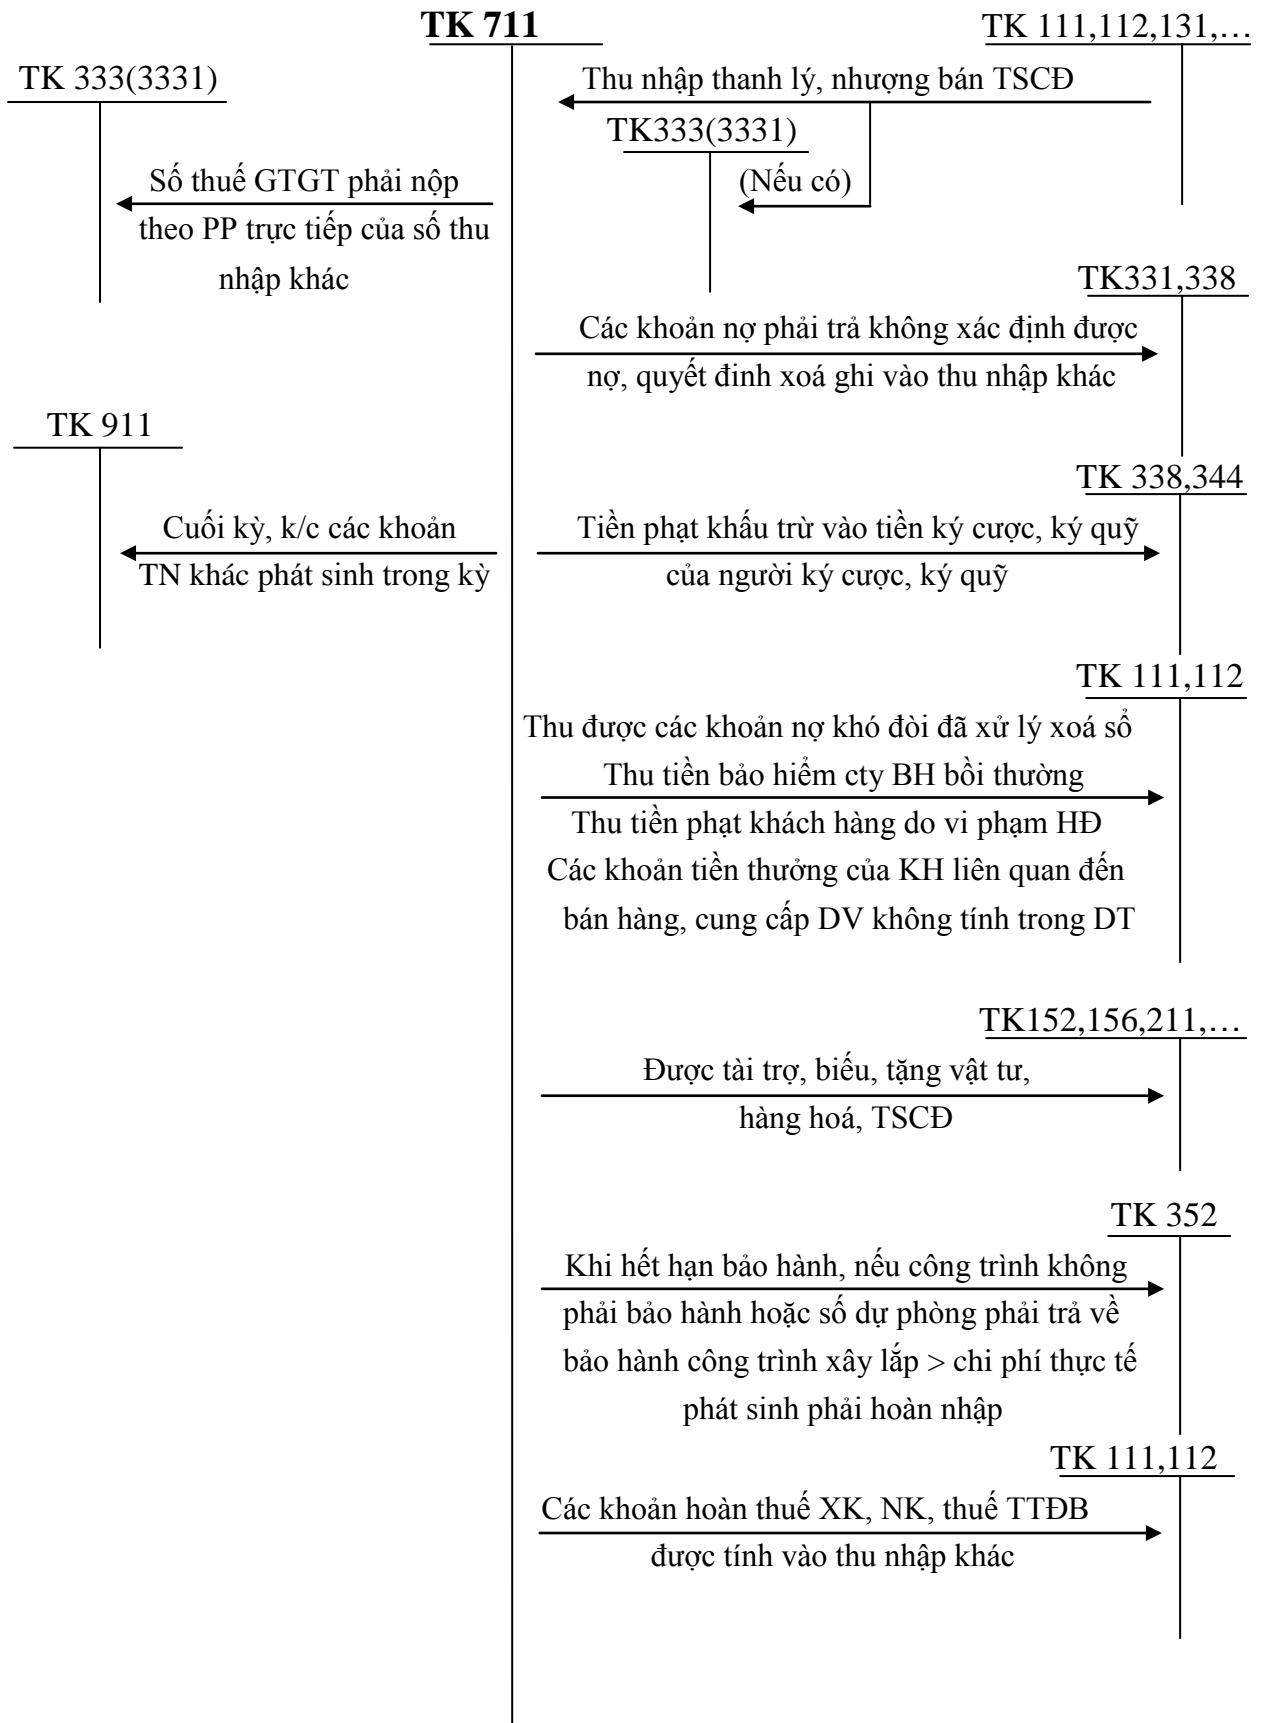 TK 711
TK 111,112,131,…
TK 333(3331)
Thu nhập thanh lý, nhượng bán TSCĐ
TK333(3331)
(Nếu có)
Số thuế GTGT phải nộp
theo PP trực tiếp của số thu
nhập khác
TK331,338
Các khoản nợ phải trả không xác định được
nợ, quyết đinh xoá ghi vào thu nhập khác
TK 911
TK 338,344
Cuối kỳ, k/c các khoản
TN khác phát sinh trong kỳ
Tiền phạt khấu trừ vào tiền ký cược, ký quỹ
của người ký cược, ký quỹ
TK 111,112
Thu được các khoản nợ khó đòi đã xử lý xoá sổ
Thu tiền bảo hiểm cty BH bồi thường
Thu tiền phạt khách hàng do vi phạm HĐ
Các khoản tiền thưởng của KH liên quan đến
bán hàng, cung cấp DV không tính trong DT
TK152,156,211,…
Được tài trợ, biếu, tặng vật tư,
hàng hoá, TSCĐ
TK 352
Khi hết hạn bảo hành, nếu công trình không
phải bảo hành hoặc số dự phòng phải trả về
bảo hành công trình xây lắp > chi phí thực tế
phát sinh phải hoàn nhập
TK 111,112
Các khoản hoàn thuế XK, NK, thuế TTĐB
được tính vào thu nhập khác